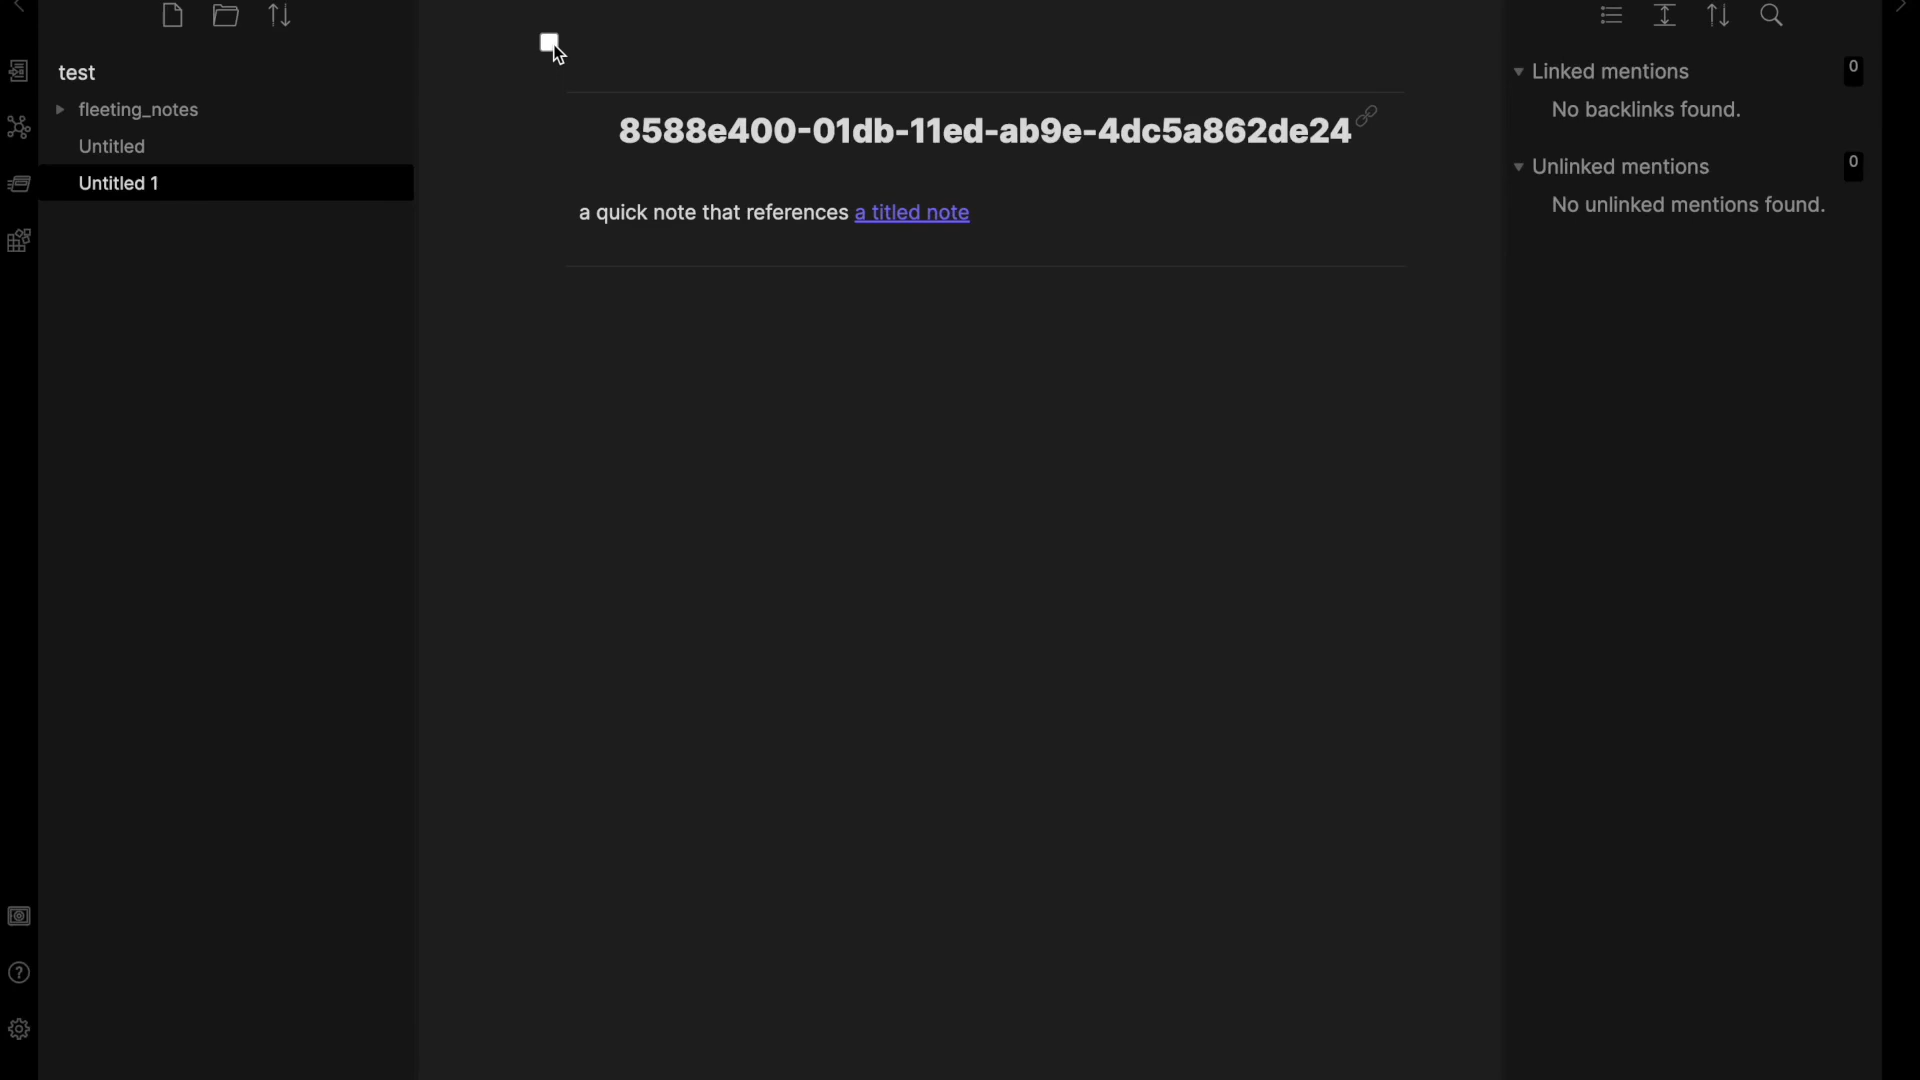 test
fleeting_notes
Untitled
Untitled 1
8588e400-01db-11ed-ab9e-4dc5a862de24
a quick note that references a titled note
Linked mentions 0
No backlinks found.
Unlinked mentions 0
No unlinked mentions found.